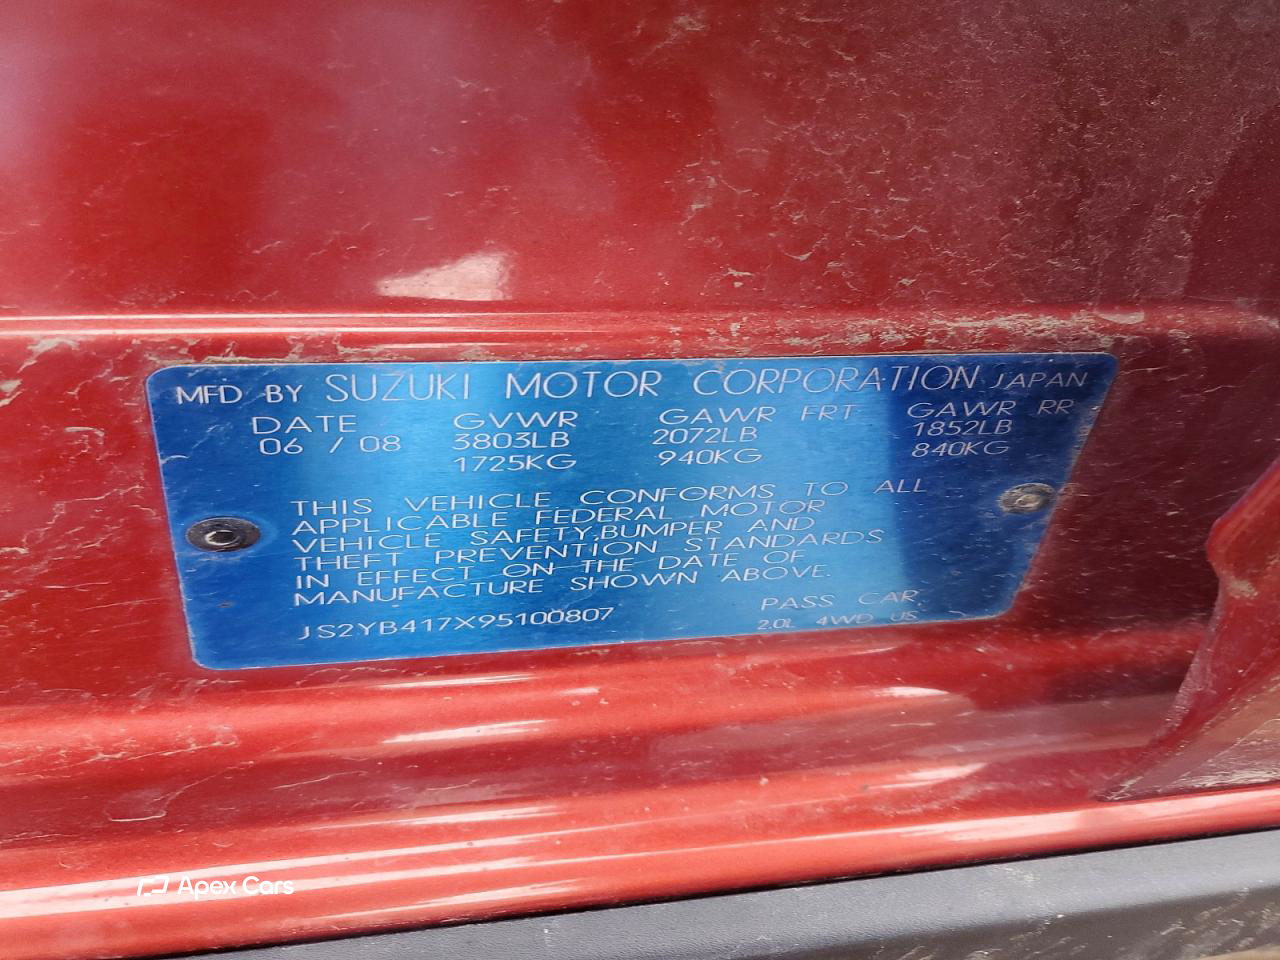 MFD BY SUZUKI MOTOR CORPORATION JAPAN
DATE GVWR GAWR FRT GAWR RR
06 / 08 3803LB 2072LB 1852LB
1725KG 940KG 840KG
THIS VEHICLE CONFORMS TO ALL
APPLICABLE FEDERAL MOTOR
VEHICLE SAFETY,BUMPER AND
THEFT PREVENTION STANDARDS
IN EFFECT ON THE DATE OF
MANUFACTURE SHOWN ABOVE.
JS2YB417X95100807 PASS CAR
2.0L 4WD US
Apex Cars